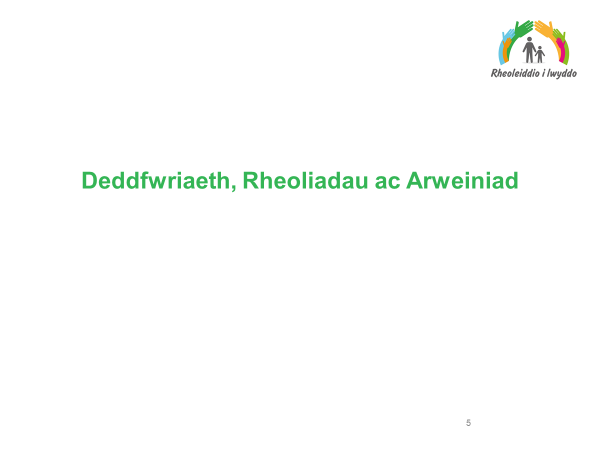 Rheoleiddio i lwyddo
Deddfwriaeth, Rheoliadau ac Arweiniad
5